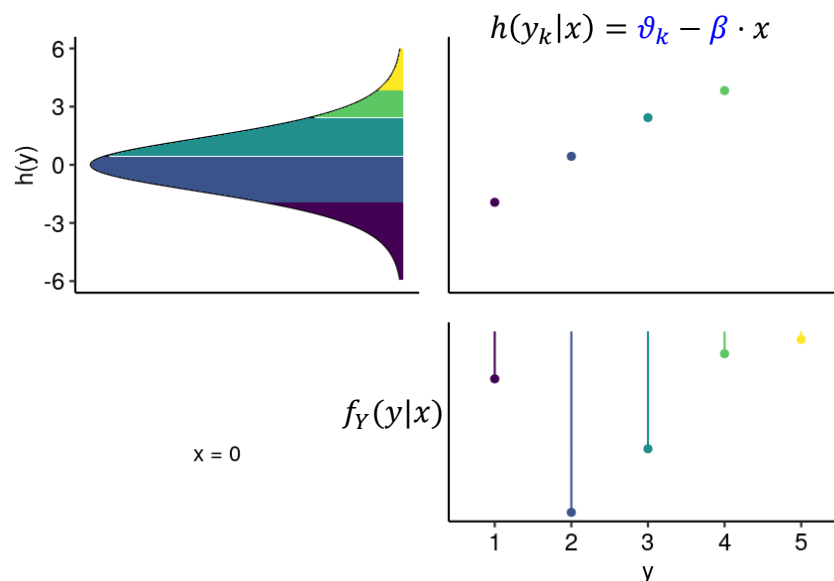 h(y_k|x) = ϑ_k − β · x
6
3
0
-3
-6
h(y)
f_Y(y|x)
x = 0
1 2 3 4 5
y